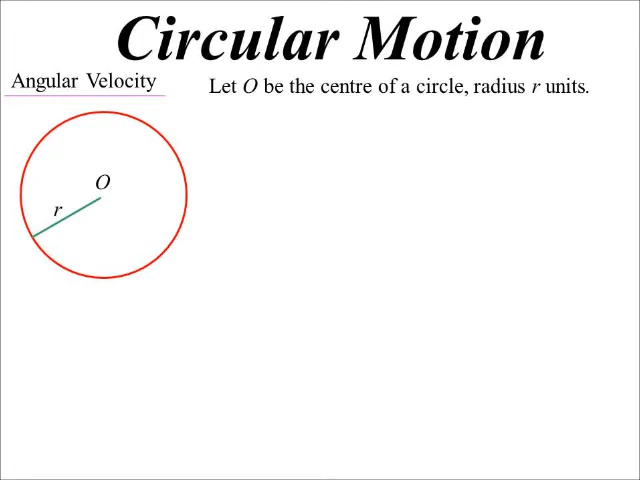 Circular Motion
Angular Velocity
Let O be the centre of a circle, radius r units.
O
r